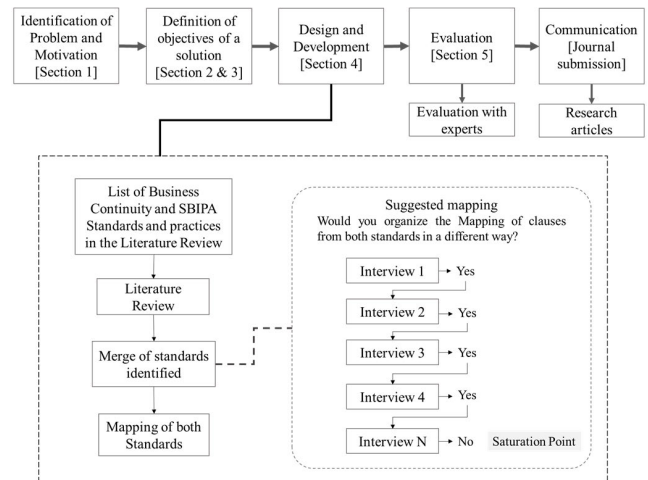 Identification of
Problem and
Motivation
[Section 1]
Definition of
objectives of a
solution
[Section 2 & 3]
Design and
Development
[Section 4]
Evaluation
[Section 5]
Communication
[Journal
submission]
Evaluation with
experts
Research
articles
List of Business
Continuity and SBIPA
Standards and practices
in the Literature Review
Literature
Review
Merge of standards
identified
Mapping of both
Standards
Suggested mapping
Would you organize the Mapping of clauses
from both standards in a different way?
Interview 1
Yes
Interview 2
Yes
Interview 3
Yes
Interview 4
Yes
Interview N
No
Saturation Point